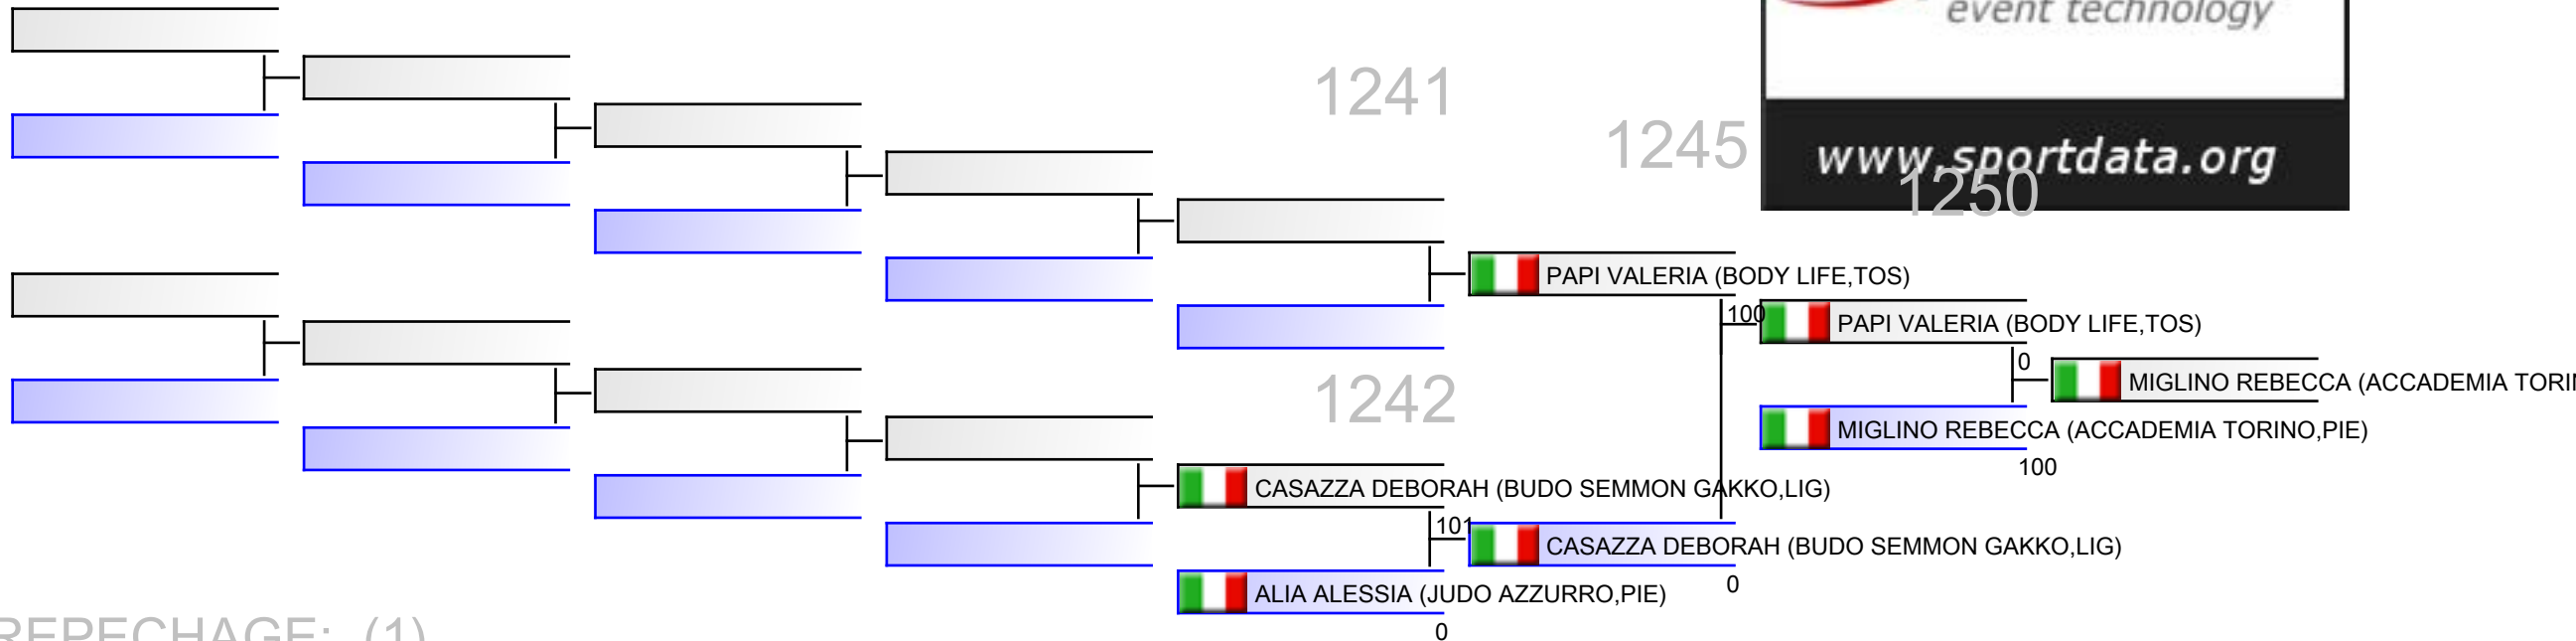 event technology
1241
1245
www.sportdata.org
1250
PAPI VALERIA (BODY LIFE,TOS)
100
PAPI VALERIA (BODY LIFE,TOS)
0
MIGLINO REBECCA (ACCADEMIA TORI
1242
MIGLINO REBECCA (ACCADEMIA TORINO,PIE)
100
CASAZZA DEBORAH (BUDO SEMMON GAKKO,LIG)
101
CASAZZA DEBORAH (BUDO SEMMON GAKKO,LIG)
0
ALIA ALESSIA (JUDO AZZURRO,PIE)
0
REPECHAGE: (1)